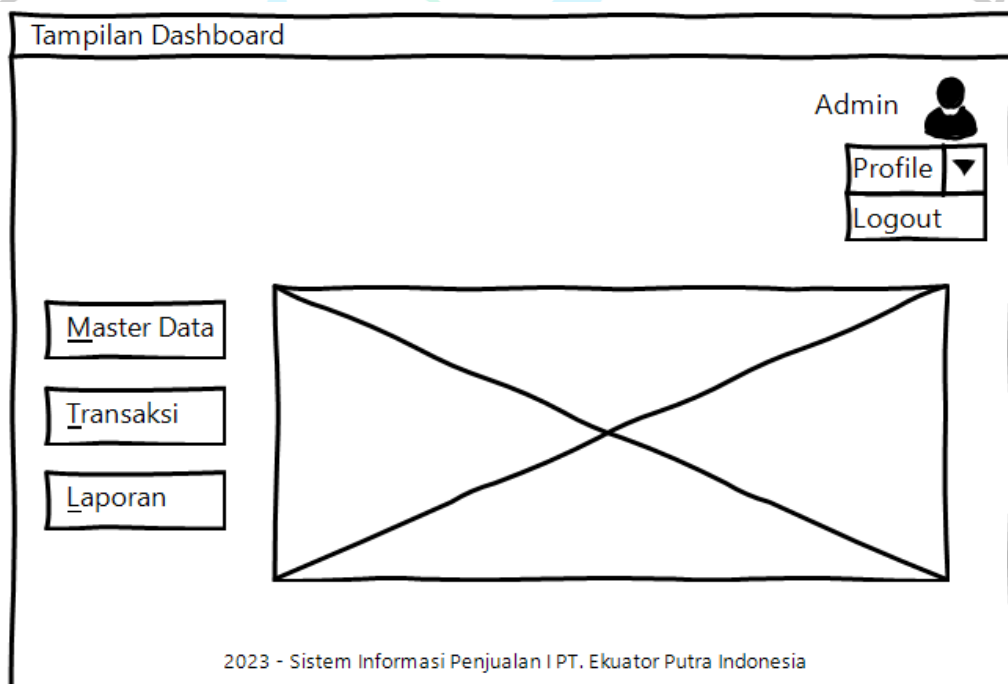 Tampilan Dashboard
Admin
Profile
Logout
Master Data
Transaksi
Laporan
2023 - Sistem Informasi Penjualan I PT. Ekuator Putra Indonesia